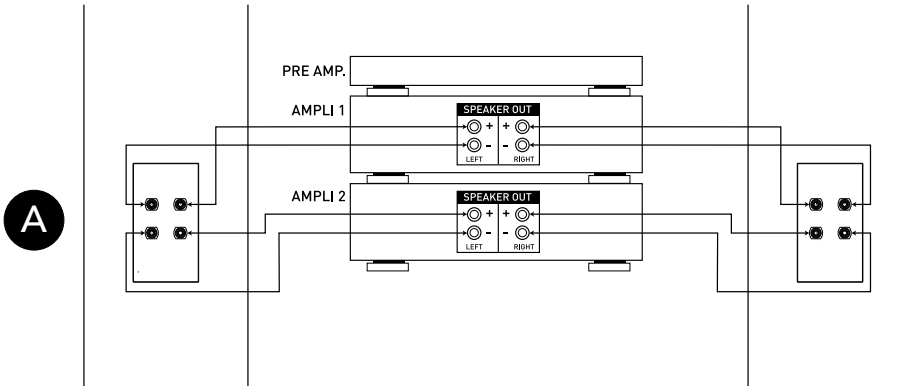 PRE AMP.
AMPLI 1
SPEAKER OUT
+ +
- -
LEFT RIGHT
A
AMPLI 2
SPEAKER OUT
+ +
- -
LEFT RIGHT